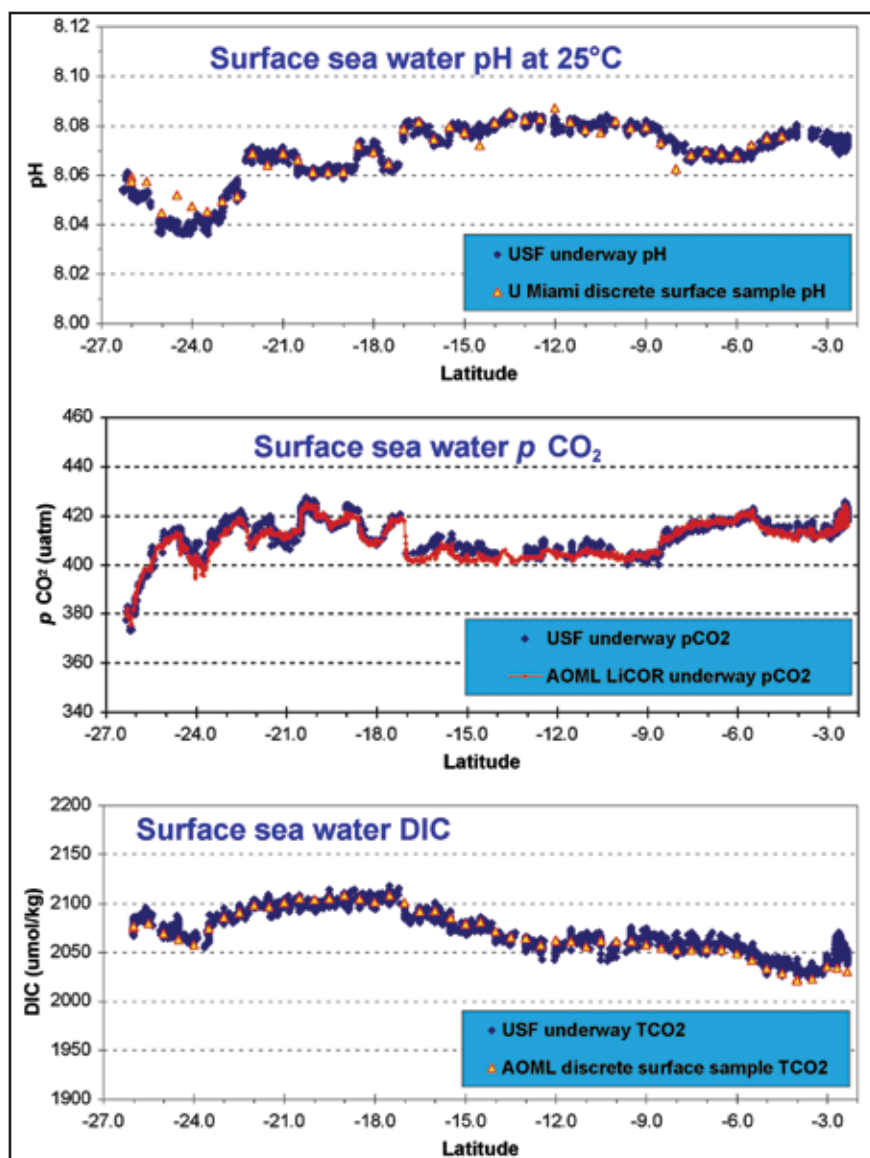 Surface sea water pH at 25°C
8.12
8.10
8.08
8.06
8.04
8.02
8.00
pH
USF underway pH
U Miami discrete surface sample pH
-27.0 -24.0 -21.0 -18.0 -15.0 -12.0 -9.0 -6.0 -3.0
Latitude
Surface sea water p CO₂
460
440
420
400
380
360
340
p CO² (uatm)
USF underway pCO2
AOML LiCOR underway pCO2
-27.0 -24.0 -21.0 -18.0 -15.0 -12.0 -9.0 -6.0 -3.0
Latitude
Surface sea water DIC
2200
2150
2100
2050
2000
1950
1900
DIC (umol/kg)
USF underway TCO2
AOML discrete surface sample TCO2
-27.0 -24.0 -21.0 -18.0 -15.0 -12.0 -9.0 -6.0 -3.0
Latitude